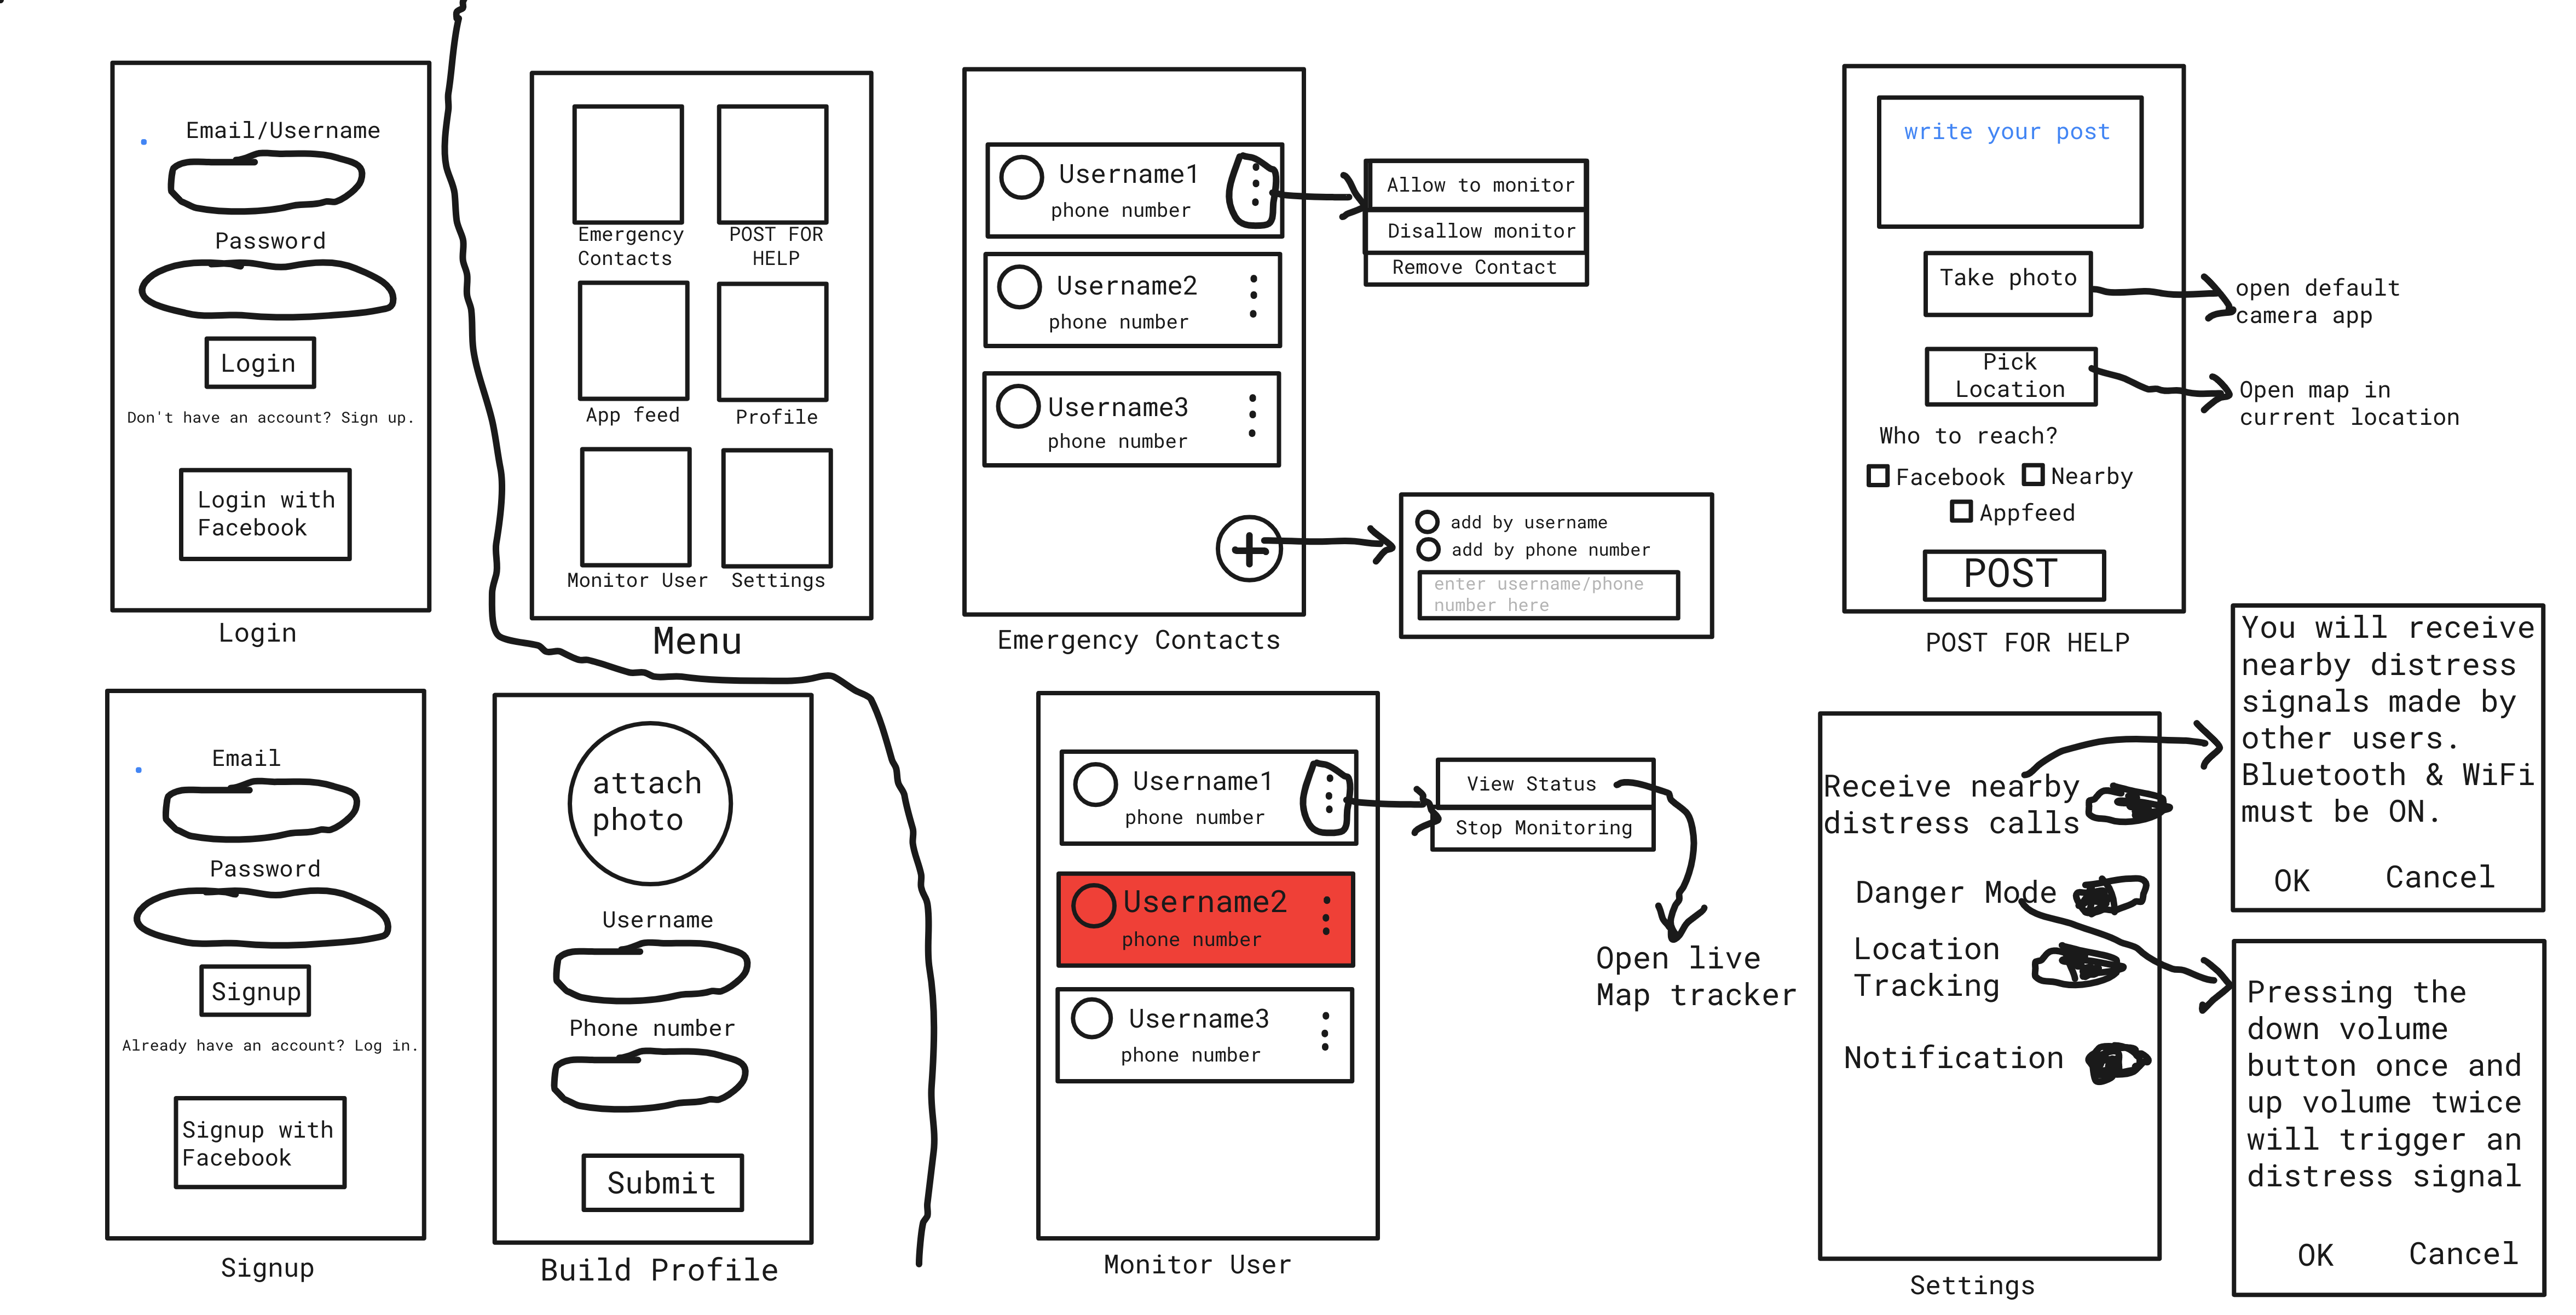 Email/Username
Password
Login
Don't have an account? Sign up.
Login with
Facebook
Login
Emergency
Contacts
POST FOR
HELP
App feed
Profile
Monitor User
Settings
Menu
Username1
phone number
Username2
phone number
Username3
phone number
Emergency Contacts
Allow to monitor
Disallow monitor
Remove Contact
add by username
add by phone number
enter username/phone
number here
write your post
Take photo
open default
camera app
Pick
Location
Open map in
current location
Who to reach?
Facebook
Nearby
Appfeed
POST
POST FOR HELP
Email
Password
Signup
Already have an account? Log in.
Signup with
Facebook
Signup
attach
photo
Username
Phone number
Submit
Build Profile
Username1
phone number
Username2
phone number
Username3
phone number
Monitor User
View Status
Stop Monitoring
Open live
Map tracker
Receive nearby
distress calls
Danger Mode
Location
Tracking
Notification
Settings
You will receive
nearby distress
signals made by
other users.
Bluetooth & WiFi
must be ON.
OK
Cancel
Pressing the
down volume
button once and
up volume twice
will trigger an
distress signal
OK
Cancel